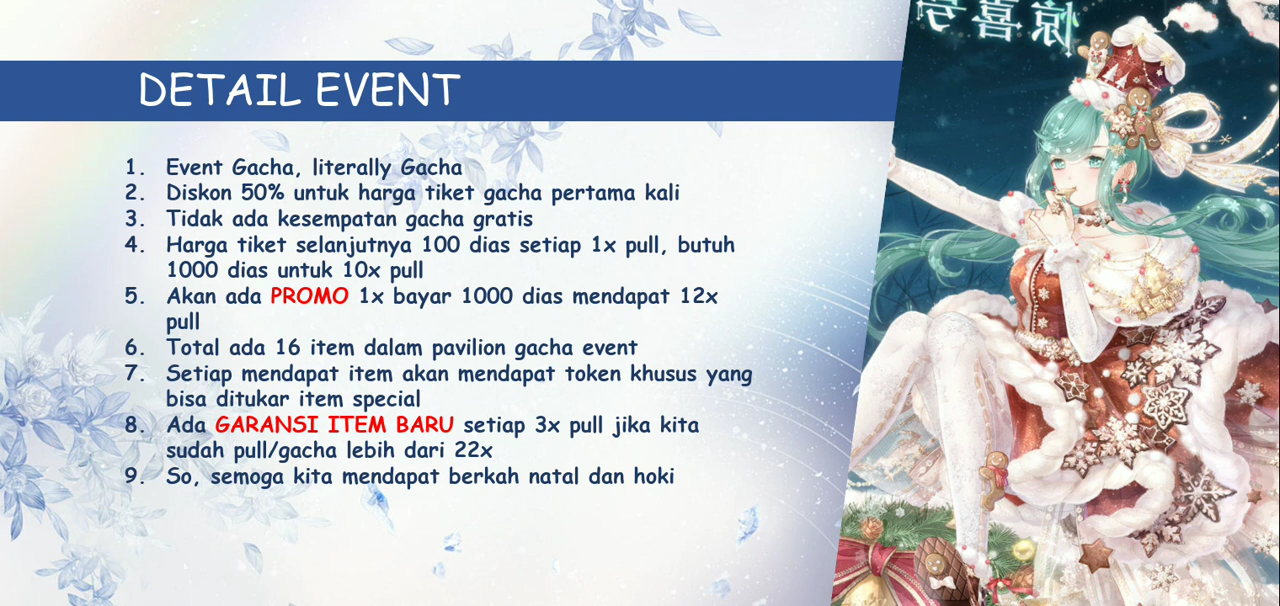 惊喜号
DETAIL EVENT
1. Event Gacha, literally Gacha
2. Diskon 50% untuk harga tiket gacha pertama kali
3. Tidak ada kesempatan gacha gratis
4. Harga tiket selanjutnya 100 dias setiap 1x pull, butuh
1000 dias untuk 10x pull
5. Akan ada PROMO 1x bayar 1000 dias mendapat 12x
pull
6. Total ada 16 item dalam pavilion gacha event
7. Setiap mendapat item akan mendapat token khusus yang
bisa ditukar item special
8. Ada GARANSI ITEM BARU setiap 3x pull jika kita
sudah pull/gacha lebih dari 22x
9. So, semoga kita mendapat berkah natal dan hoki